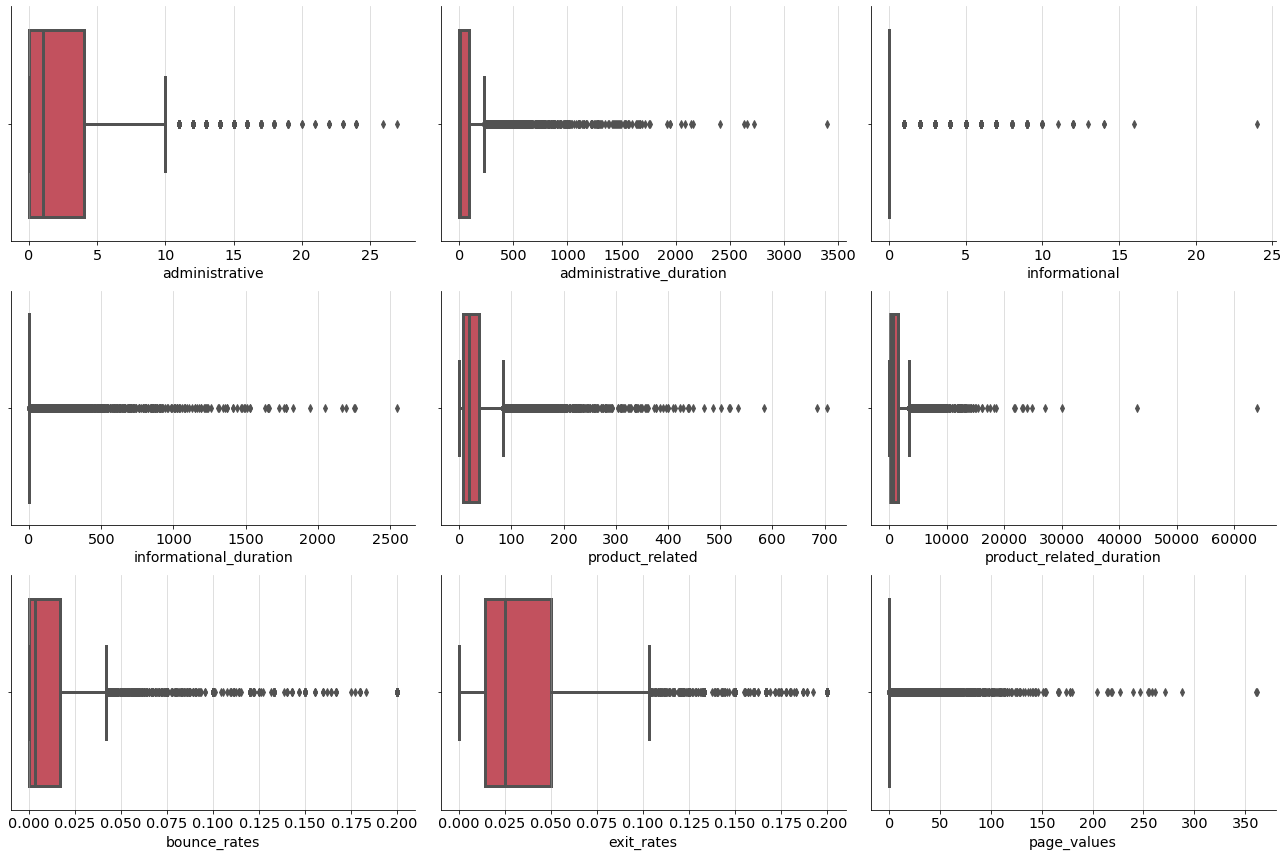 0 5 10 15 20 25
administrative
0 500 1000 1500 2000 2500 3000 3500
administrative_duration
0 5 10 15 20 25
informational
0 500 1000 1500 2000 2500
informational_duration
0 100 200 300 400 500 600 700
product_related
0 10000 20000 30000 40000 50000 60000
product_related_duration
0.000 0.025 0.050 0.075 0.100 0.125 0.150 0.175 0.200
bounce_rates
0.000 0.025 0.050 0.075 0.100 0.125 0.150 0.175 0.200
exit_rates
0 50 100 150 200 250 300 350
page_values